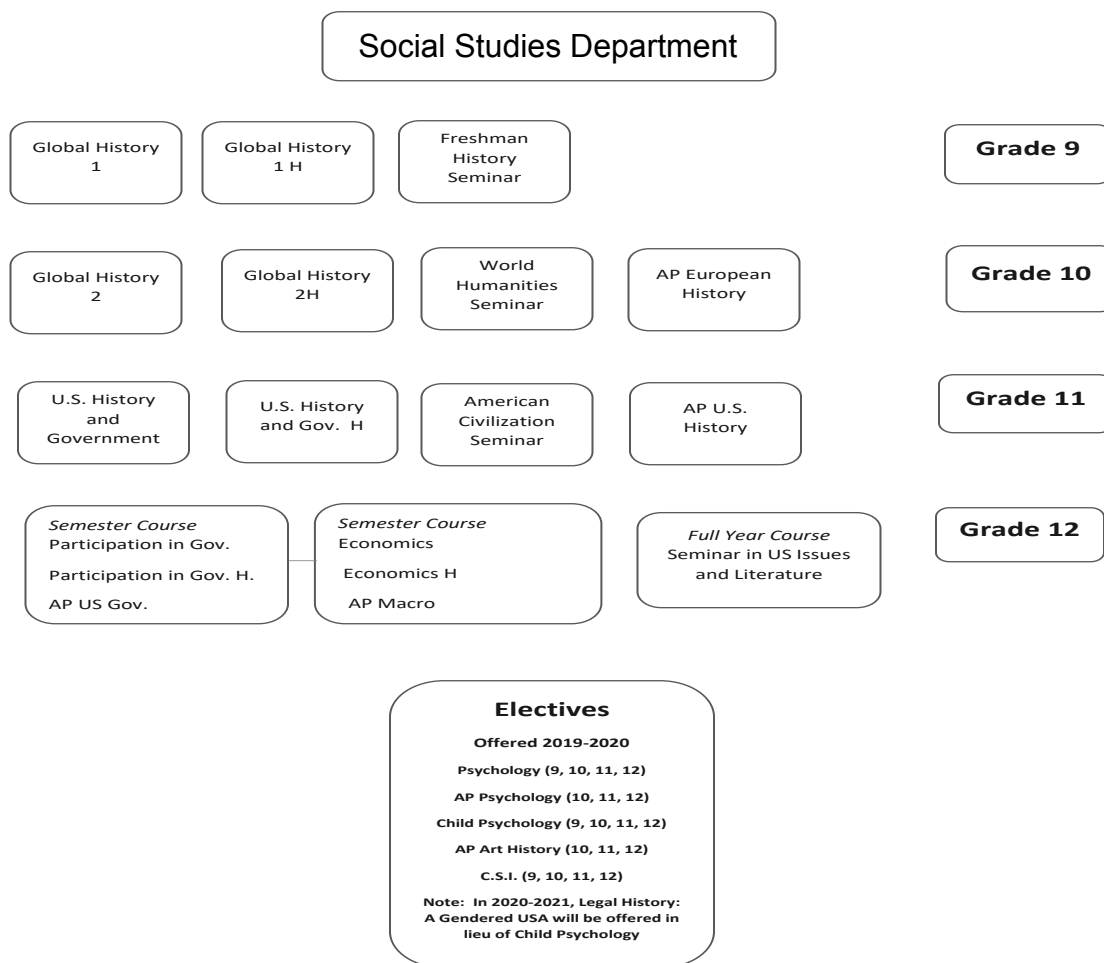 Social Studies Department
Global History
1
Global History
1 H
Freshman
History
Seminar
Grade 9
Global History
2
Global History
2H
World
Humanities
Seminar
AP European
History
Grade 10
U.S. History
and
Government
U.S. History
and Gov.  H
American
Civilization
Seminar
AP U.S.
History
Grade 11
Semester Course
Participation in Gov.
Participation in Gov. H.
AP US Gov.
Semester Course
Economics
Economics H
AP Macro
Full Year Course
Seminar in US Issues
and Literature
Grade 12
Electives
Offered 2019-2020
Psychology (9, 10, 11, 12)
AP Psychology (10, 11, 12)
Child Psychology (9, 10, 11, 12)
AP Art History (10, 11, 12)
C.S.I. (9, 10, 11, 12)
Note:  In 2020-2021, Legal History:
A Gendered USA will be offered in
lieu of Child Psychology